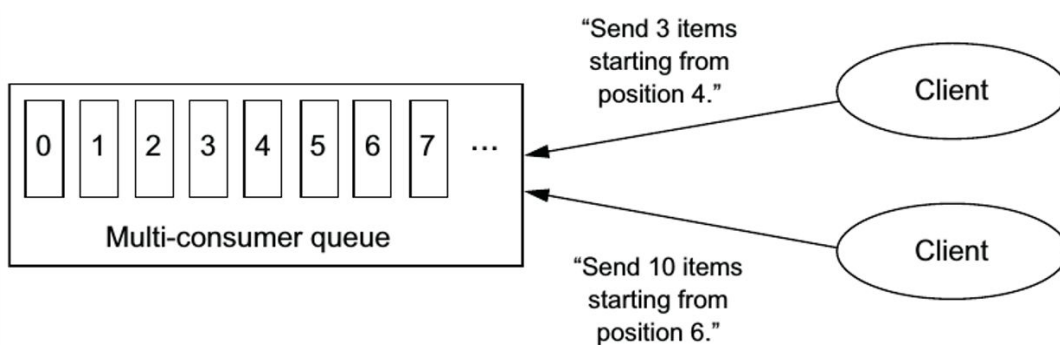 “Send 3 items
starting from
position 4.”
Client
0 1 2 3 4 5 6 7 ...
Multi-consumer queue
Client
“Send 10 items
starting from
position 6.”